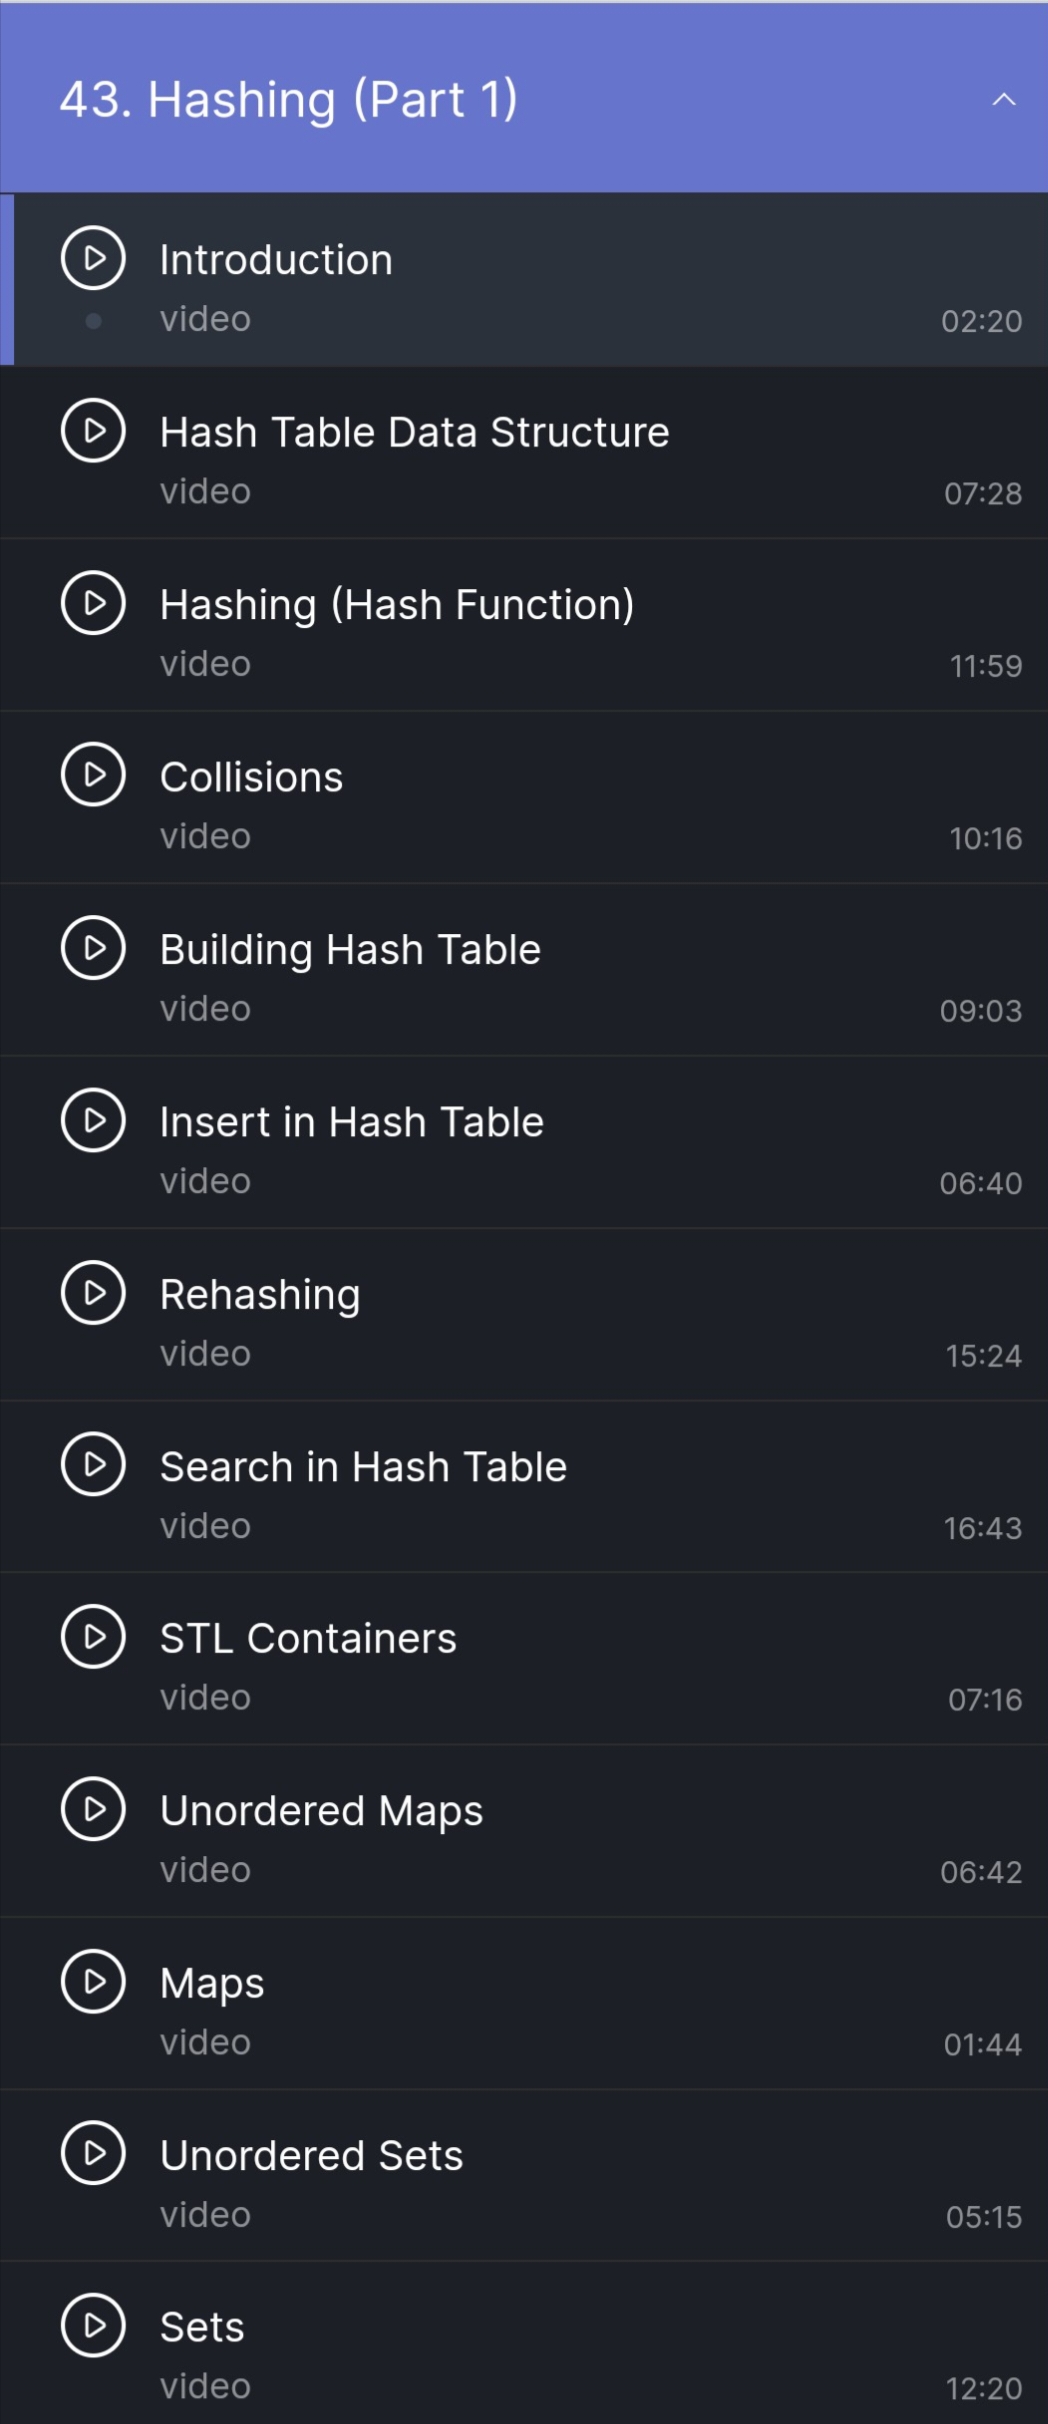 43. Hashing (Part 1)
Introduction
video
02:20
Hash Table Data Structure
video
07:28
Hashing (Hash Function)
video
11:59
Collisions
video
10:16
Building Hash Table
video
09:03
Insert in Hash Table
video
06:40
Rehashing
video
15:24
Search in Hash Table
video
16:43
STL Containers
video
07:16
Unordered Maps
video
06:42
Maps
video
01:44
Unordered Sets
video
05:15
Sets
video
12:20